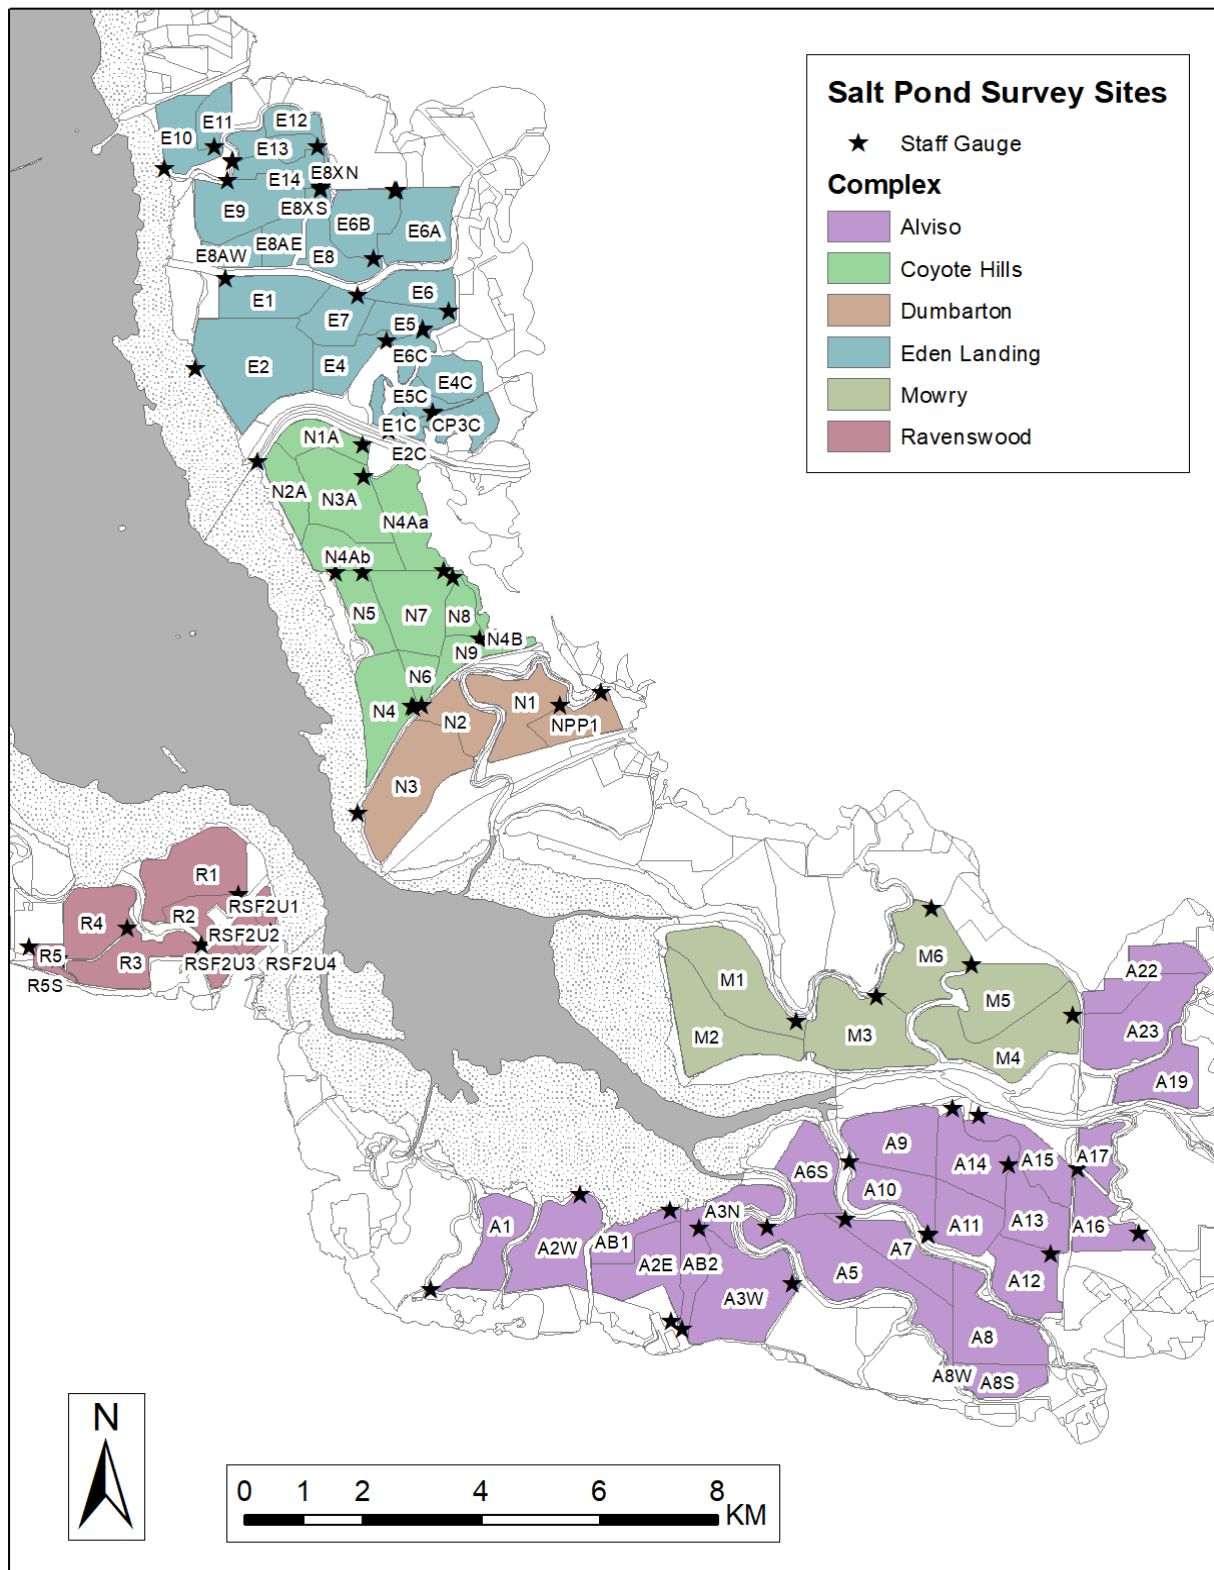 Salt Pond Survey Sites
Staff Gauge
Complex
Alviso
Coyote Hills
Dumbarton
Eden Landing
Mowry
Ravenswood
E12
E11
E10
E13
E8XN
E14
E8XS
E9
E6B
E6A
E8AE
E8AW
E8
E6
E1
E7
E5
E6C
E2
E4
E4C
E5C
E1C
CP3C
N1A
E2C
N2A
N3A
N4Aa
N4Ab
N5
N7
N8
N4B
N9
N6
N1
N4
N2
NPP1
N3
R1
RSF2U1
R2
R4
RSF2U2
R5
R3
RSF2U3
RSF2U4
R5S
M6
A22
M1
M5
M2
M3
A23
M4
A19
A9
A14
A15
A17
A6S
A10
A3N
A1
A11
A13
A16
AB1
A2W
A7
A2E
AB2
A5
A12
A3W
A8
A8W
A8S
N
0 1 2 4 6 8
KM